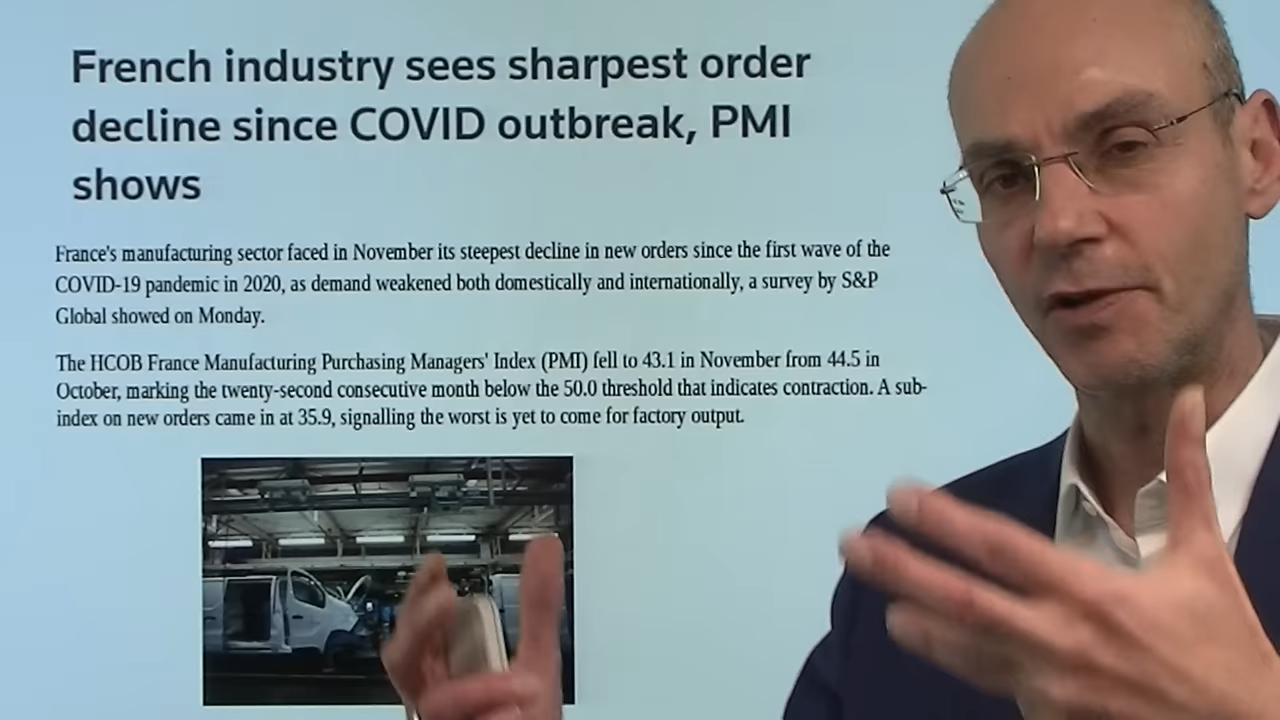 French industry sees sharpest order
decline since COVID outbreak, PMI
shows
France's manufacturing sector faced in November its steepest decline in new orders since the first wave of the
COVID-19 pandemic in 2020, as demand weakened both domestically and internationally, a survey by S&P
Global showed on Monday.
The HCOB France Manufacturing Purchasing Managers' Index (PMI) fell to 43.1 in November from 44.5 in
October, marking the twenty-second consecutive month below the 50.0 threshold that indicates contraction. A sub-
index on new orders came in at 35.9, signalling the worst is yet to come for factory output.